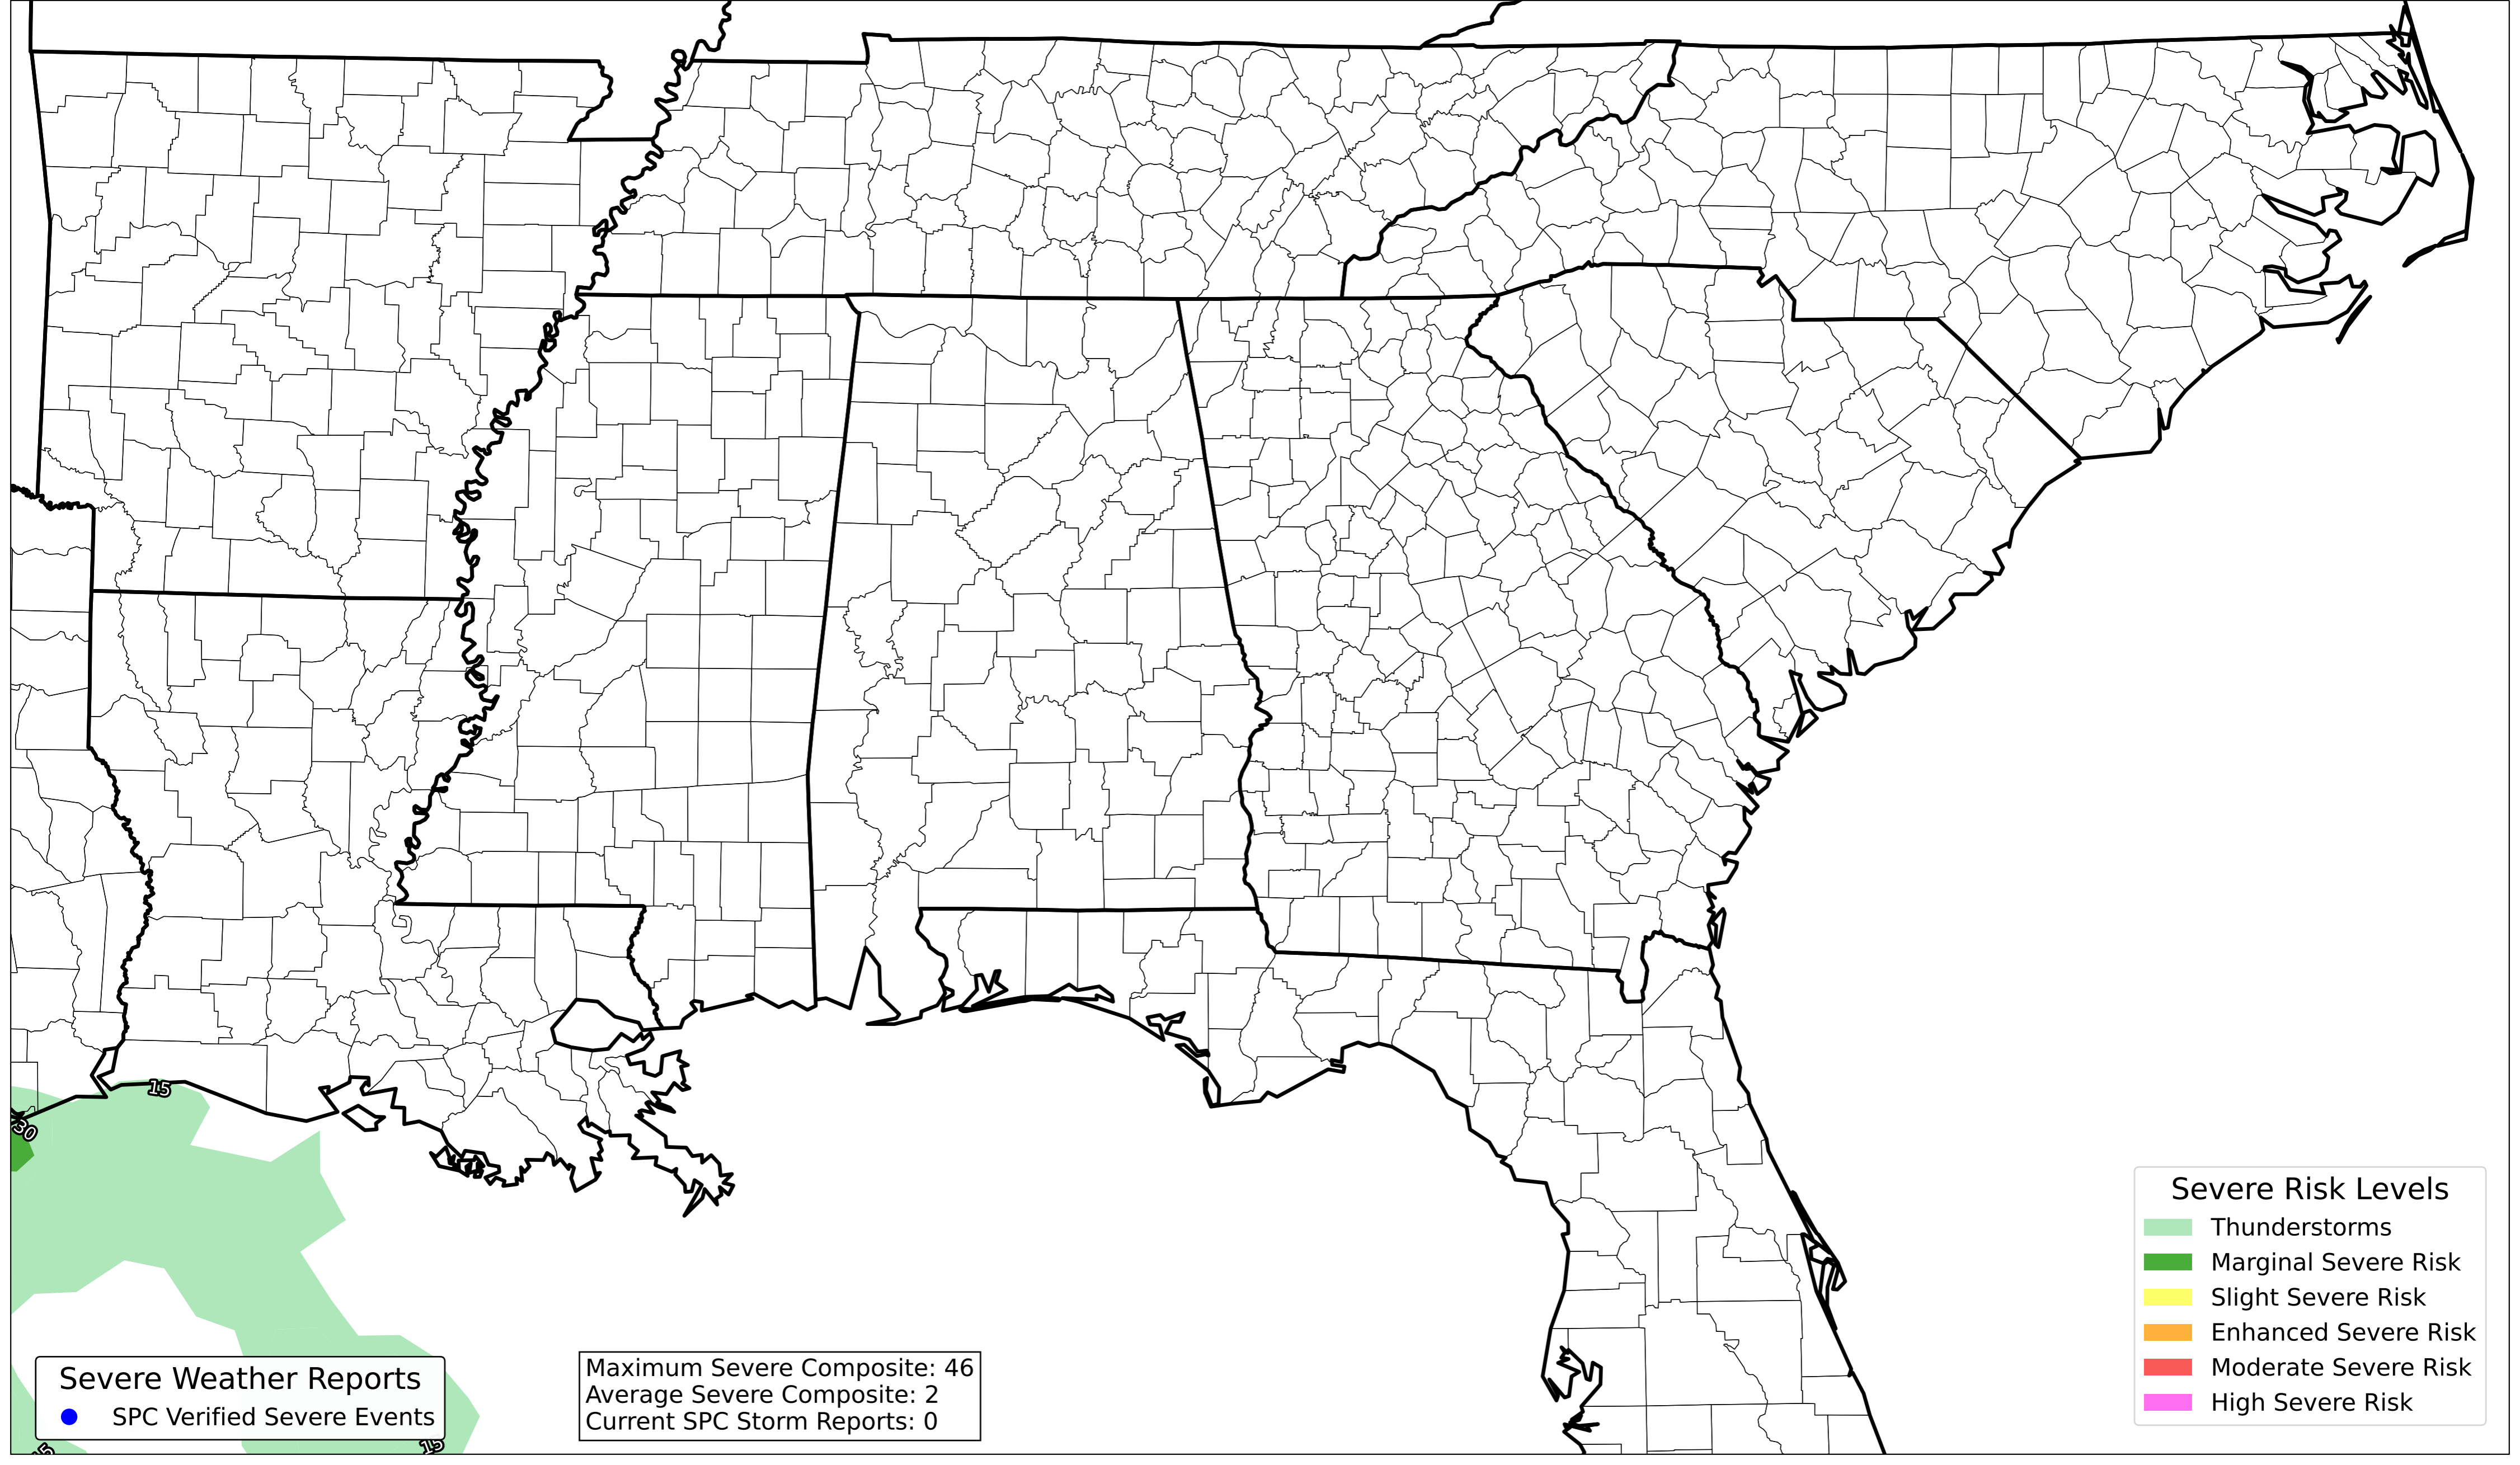 15
30
Severe Risk Levels
Thunderstorms
Marginal Severe Risk
Slight Severe Risk
Enhanced Severe Risk
Moderate Severe Risk
High Severe Risk
Severe Weather Reports
SPC Verified Severe Events
Maximum Severe Composite: 46
Average Severe Composite: 2
Current SPC Storm Reports: 0
15